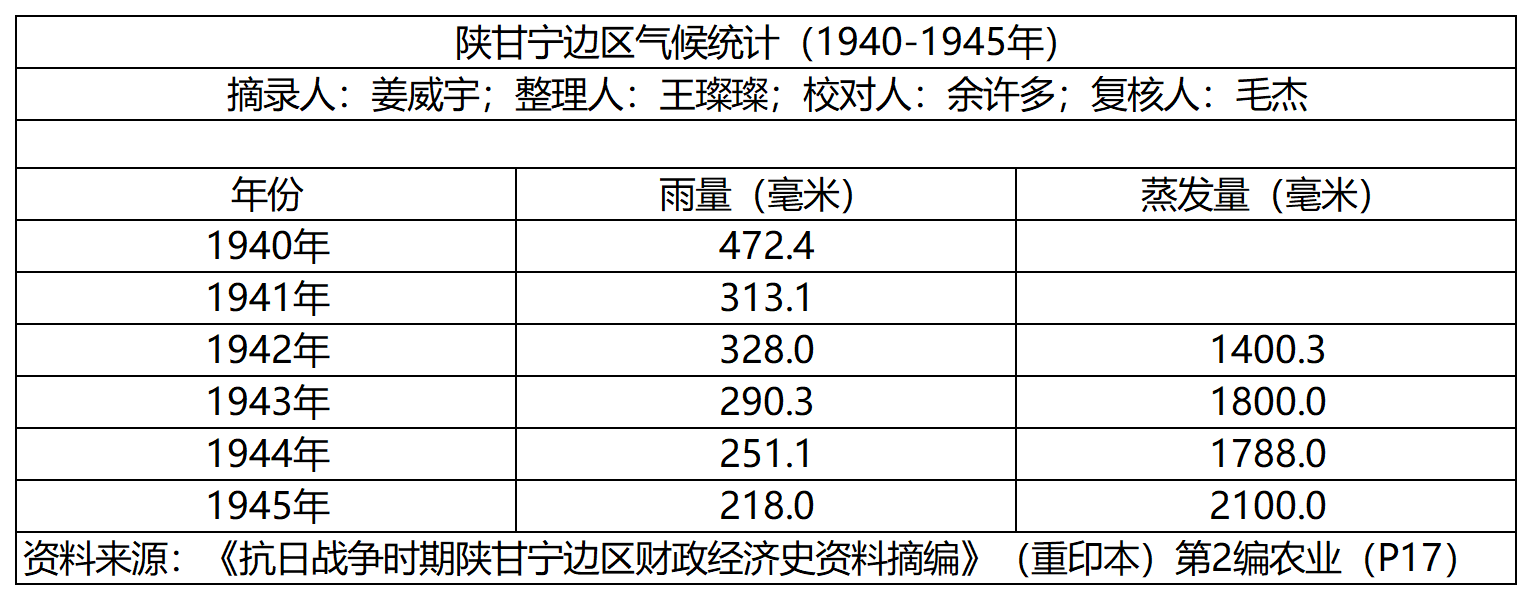 陕甘宁边区气候统计（1940-1945年）
摘录人：姜威宇；整理人：王璨璨；校对人：余许多；复核人：毛杰
年份 雨量（毫米） 蒸发量（毫米）
1940年 472.4
1941年 313.1
1942年 328.0 1400.3
1943年 290.3 1800.0
1944年 251.1 1788.0
1945年 218.0 2100.0
资料来源：《抗日战争时期陕甘宁边区财政经济史资料摘编》（重印本）第2编农业（P17）